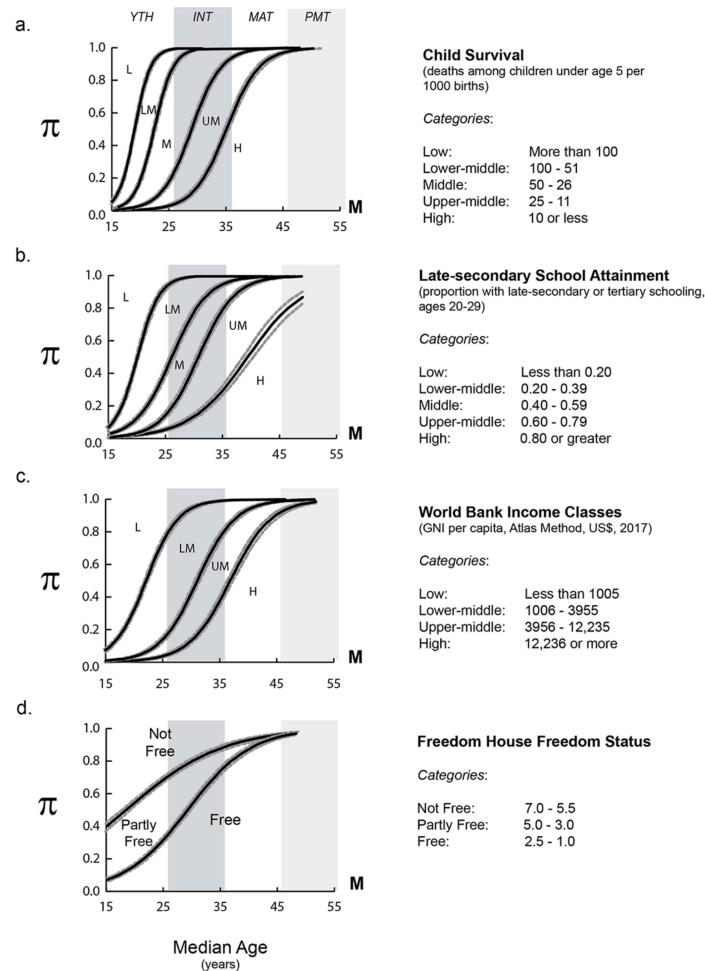 YTH INT MAT PMT
a.
1.0
0.8
0.6
0.4
0.2
0.0
π
L
LM
M
UM
H
15 25 35 45 55
M
Child Survival
(deaths among children under age 5 per
1000 births)
Categories:
Low: More than 100
Lower-middle: 100 - 51
Middle: 50 - 26
Upper-middle: 25 - 11
High: 10 or less
b.
1.0
0.8
0.6
0.4
0.2
0.0
π
L
LM
M
UM
H
15 25 35 45 55
M
Late-secondary School Attainment
(proportion with late-secondary or tertiary schooling,
ages 20-29)
Categories:
Low: Less than 0.20
Lower-middle: 0.20 - 0.39
Middle: 0.40 - 0.59
Upper-middle: 0.60 - 0.79
High: 0.80 or greater
c.
1.0
0.8
0.6
0.4
0.2
0.0
π
L
LM
UM
H
15 25 35 45 55
M
World Bank Income Classes
(GNI per capita, Atlas Method, US$, 2017)
Categories:
Low: Less than 1005
Lower-middle: 1006 - 3955
Upper-middle: 3956 - 12,235
High: 12,236 or more
d.
1.0
0.8
0.6
0.4
0.2
0.0
π
Not
Free
Partly
Free
Free
15 25 35 45 55
M
Freedom House Freedom Status
Categories:
Not Free: 7.0 - 5.5
Partly Free: 5.0 - 3.0
Free: 2.5 - 1.0
Median Age
(years)